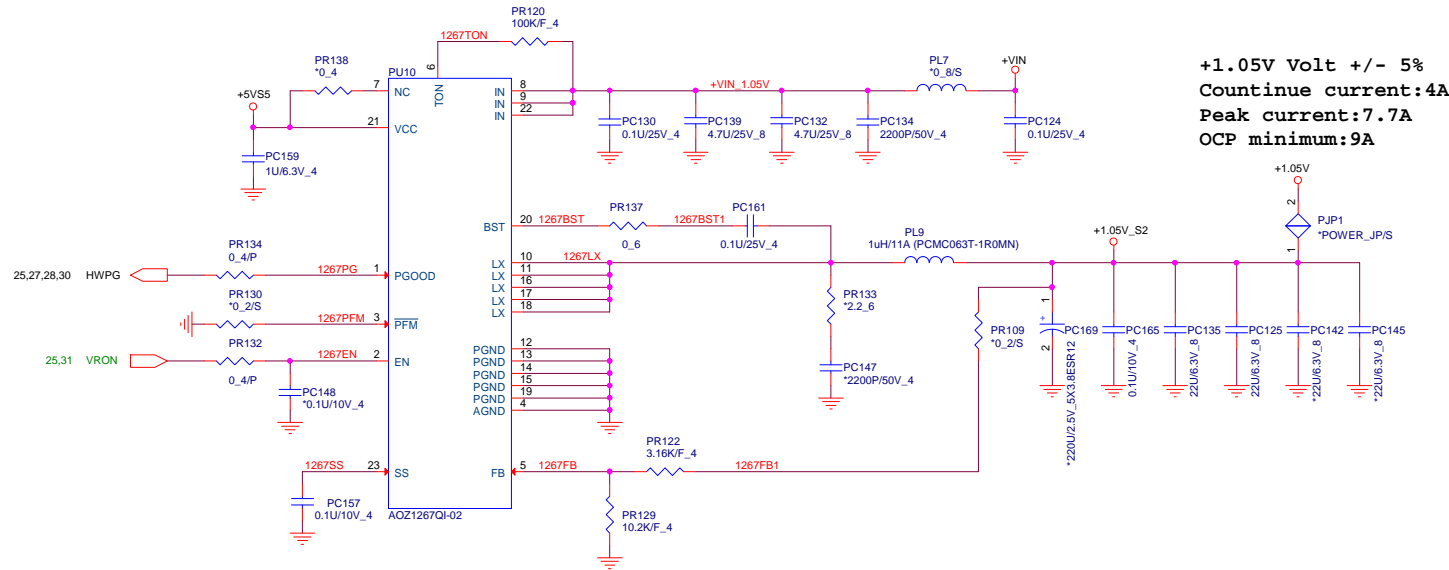 PR120
100K/F_4
1267TON
PR138
*0_4
PU10
+5VS5
7
NC
6
TON
IN
8
IN
9
IN
22
+VIN_1.05V
PL7
*0_8/S
+VIN
+1.05V Volt +/- 5%
Countinue current:4A
Peak current:7.7A
OCP minimum:9A
21
VCC
PC159
1U/6.3V_4
PC130
0.1U/25V_4
PC139
4.7U/25V_8
PC132
4.7U/25V_8
PC134
2200P/50V_4
PC124
0.1U/25V_4
+1.05V
2
PJP1
*POWER_JP/S
1
BST
20
1267BST
PR137
0_6
1267BST1
PC161
0.1U/25V_4
PL9
1uH/11A (PCMC063T-1R0MN)
+1.05V_S2
25,27,28,30
HWPG
PR134
0_4/P
1267PG
1
PGOOD
LX
10
1267LX
LX
11
LX
16
LX
17
LX
18
PR130
*0_2/S
1267PFM
3
PFM
PR133
*2.2_6
PC147
*2200P/50V_4
25,31
VRON
PR132
0_4/P
1267EN
2
EN
PC148
*0.1U/10V_4
PGND
12
PGND
13
PGND
14
PGND
15
PGND
19
AGND
4
PR109
*0_2/S
1
+
2
PC169
*220U/2.5V_5X3.8ESR12
PC165
0.1U/10V_4
PC135
22U/6.3V_8
PC125
22U/6.3V_8
PC142
*22U/6.3V_8
PC145
*22U/6.3V_8
1267SS
23
SS
PC157
0.1U/10V_4
FB
5
1267FB
PR122
3.16K/F_4
1267FB1
PR129
10.2K/F_4
AOZ1267QI-02